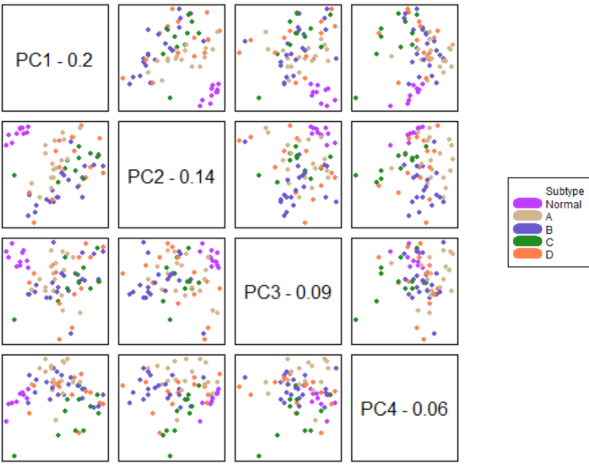 PC1 - 0.2
PC2 - 0.14
PC3 - 0.09
PC4 - 0.06
Subtype
Normal
A
B
C
D